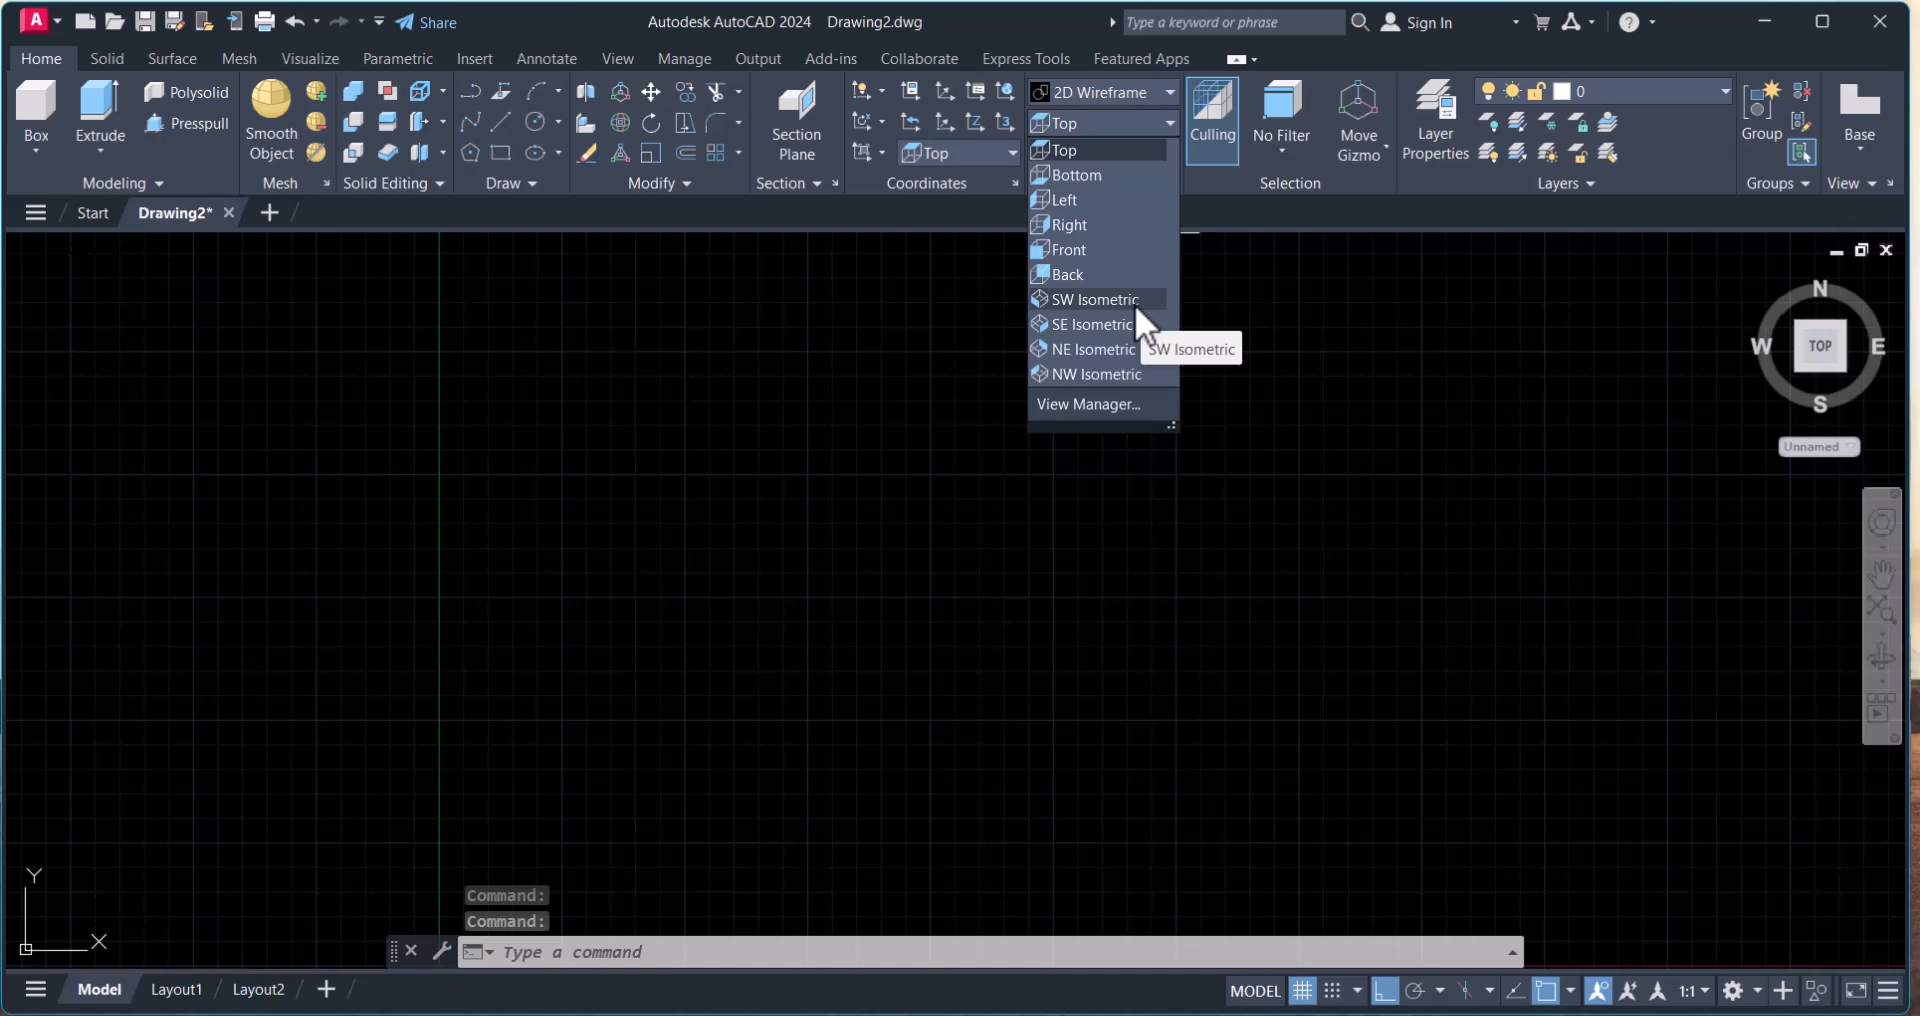 A
Share
Autodesk AutoCAD 2024 Drawing2.dwg
Type a keyword or phrase
Sign In
?
Home Solid Surface Mesh Visualize Parametric Insert Annotate View Manage Output Add-ins Collaborate Express Tools Featured Apps
Box
Extrude
Polysolid
Presspull
Modeling
Smooth
Object
Mesh
Solid Editing
Draw
Modify
Section
Plane
Section
Z 3
Top
Coordinates
2D Wireframe
Top
Top
Bottom
Left
Right
Front
Back
SW Isometric
SE Isometric
NE Isometric
NW Isometric
View Manager...
SW Isometric
Culling
No Filter
Move
Gizmo
Selection
Layer
Properties
0
Layers
Group
Groups
Base
View
Start Drawing2*
N
W TOP E
S
Unnamed
Y
X
Command:
Command:
Type a command
Model Layout1 Layout2
MODEL
1:1